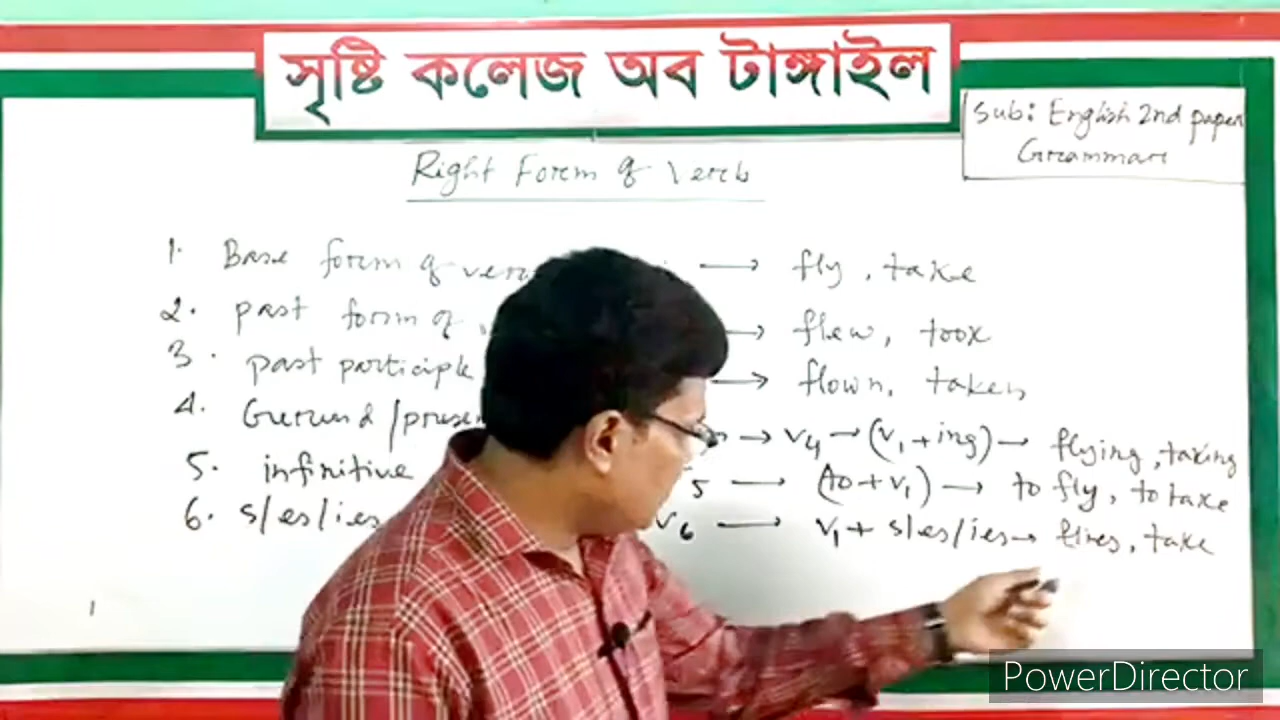 সৃষ্টি কলেজ অব টাঙ্গাইল
Sub: English 2nd paper
Grammar
Right Form of Verb
1. Base form of verb → fly, take
2. past form of → flew, took
3. past participle → flown, taken
4. Gerund / → V4 → (V1 + ing) → flying, taking
5. infinitive 5 → (to + V1) → to fly, to take
6. s/es/ies V6 → V1 + s/es/ies → flies, take
PowerDirector